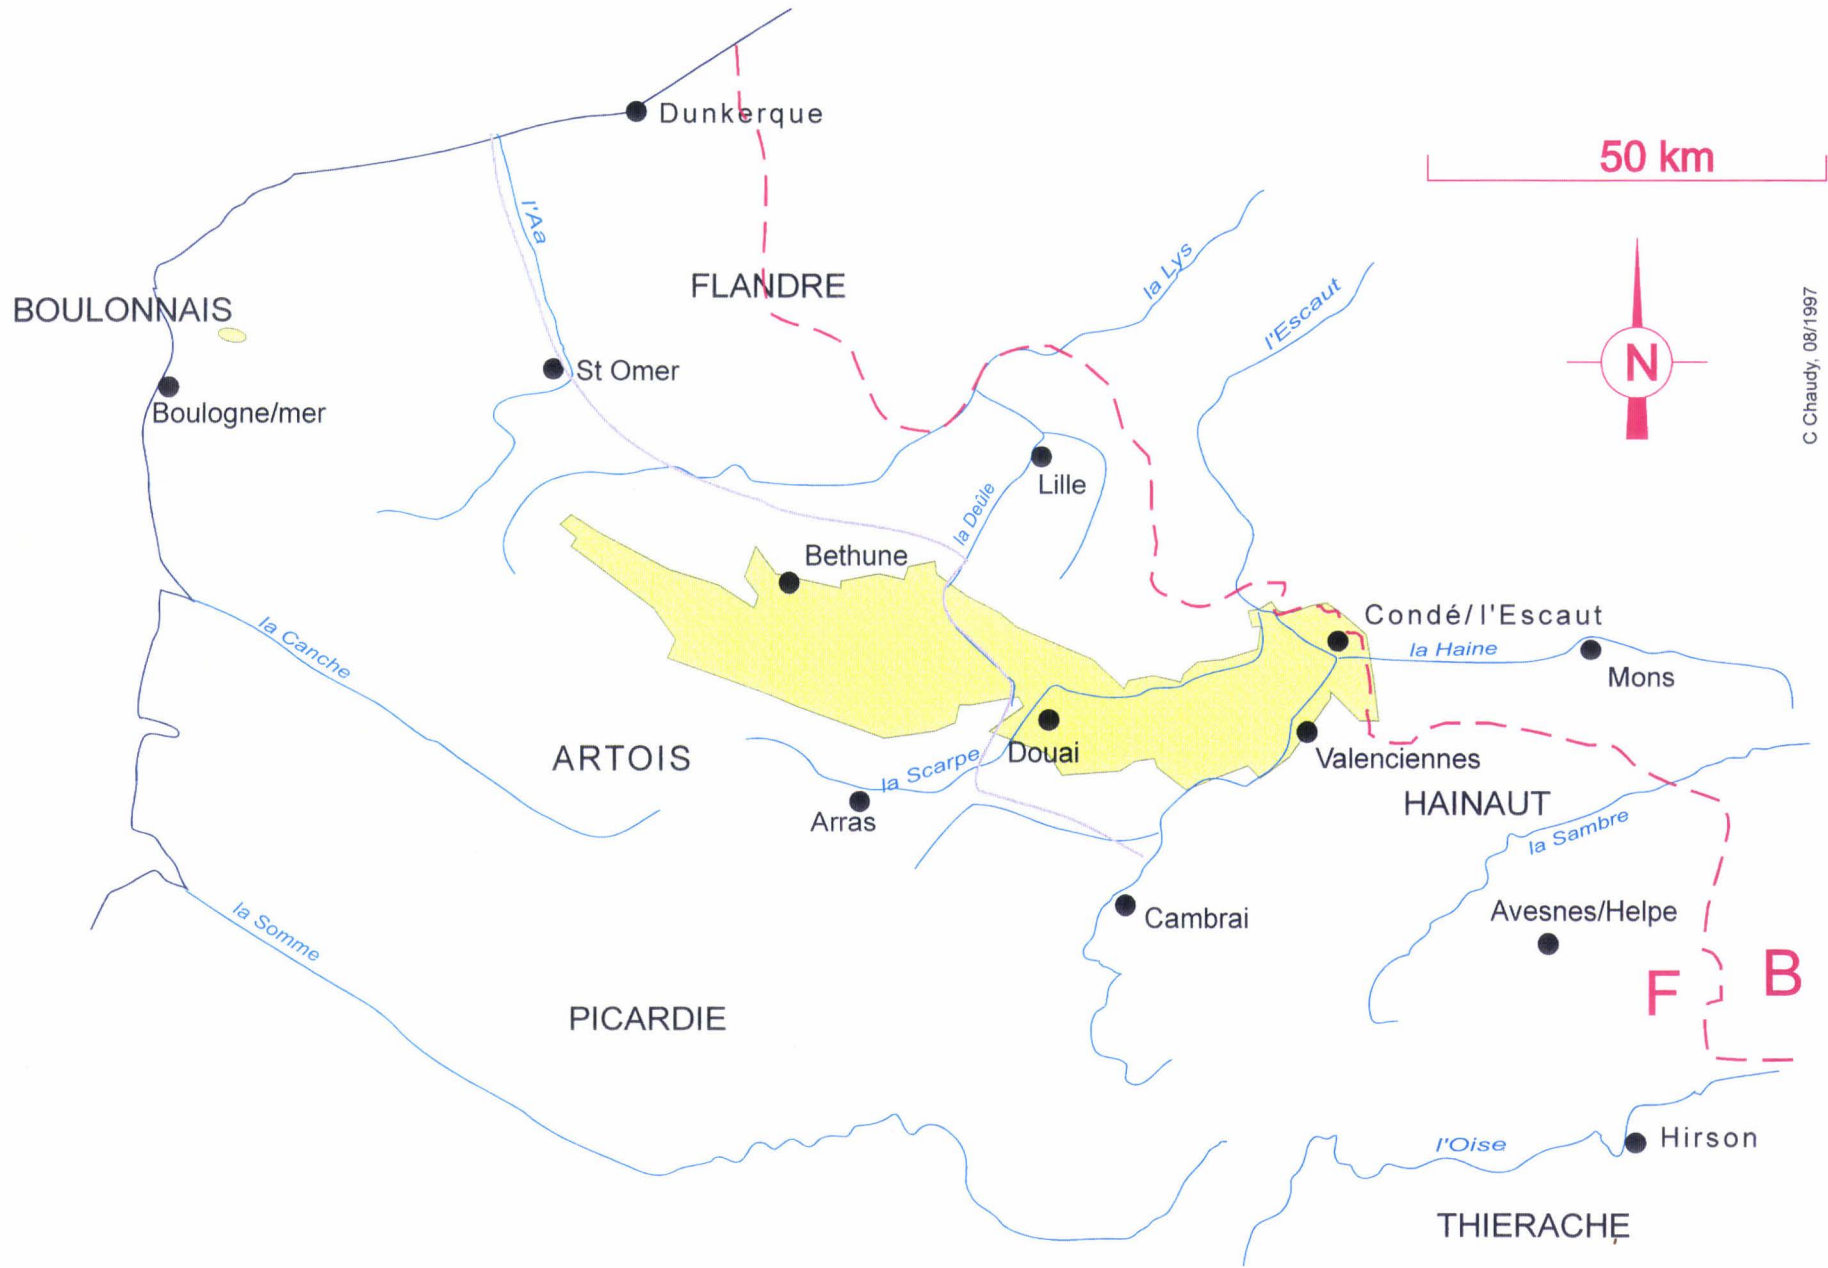 Dunkerque
50 km
l'Aa
la Lys
FLANDRE
l'Escaut
BOULONNAIS
C Chaudy, 08/1997
N
St Omer
Boulogne/mer
Lille
la Deûle
Bethune
Condé/l'Escaut
la Haine
la Canche
Mons
ARTOIS
Douai
la Scarpe
Valenciennes
HAINAUT
Arras
la Sambre
Cambrai
Avesnes/Helpe
la Somme
F
B
PICARDIE
l'Oise
Hirson
THIERACHE